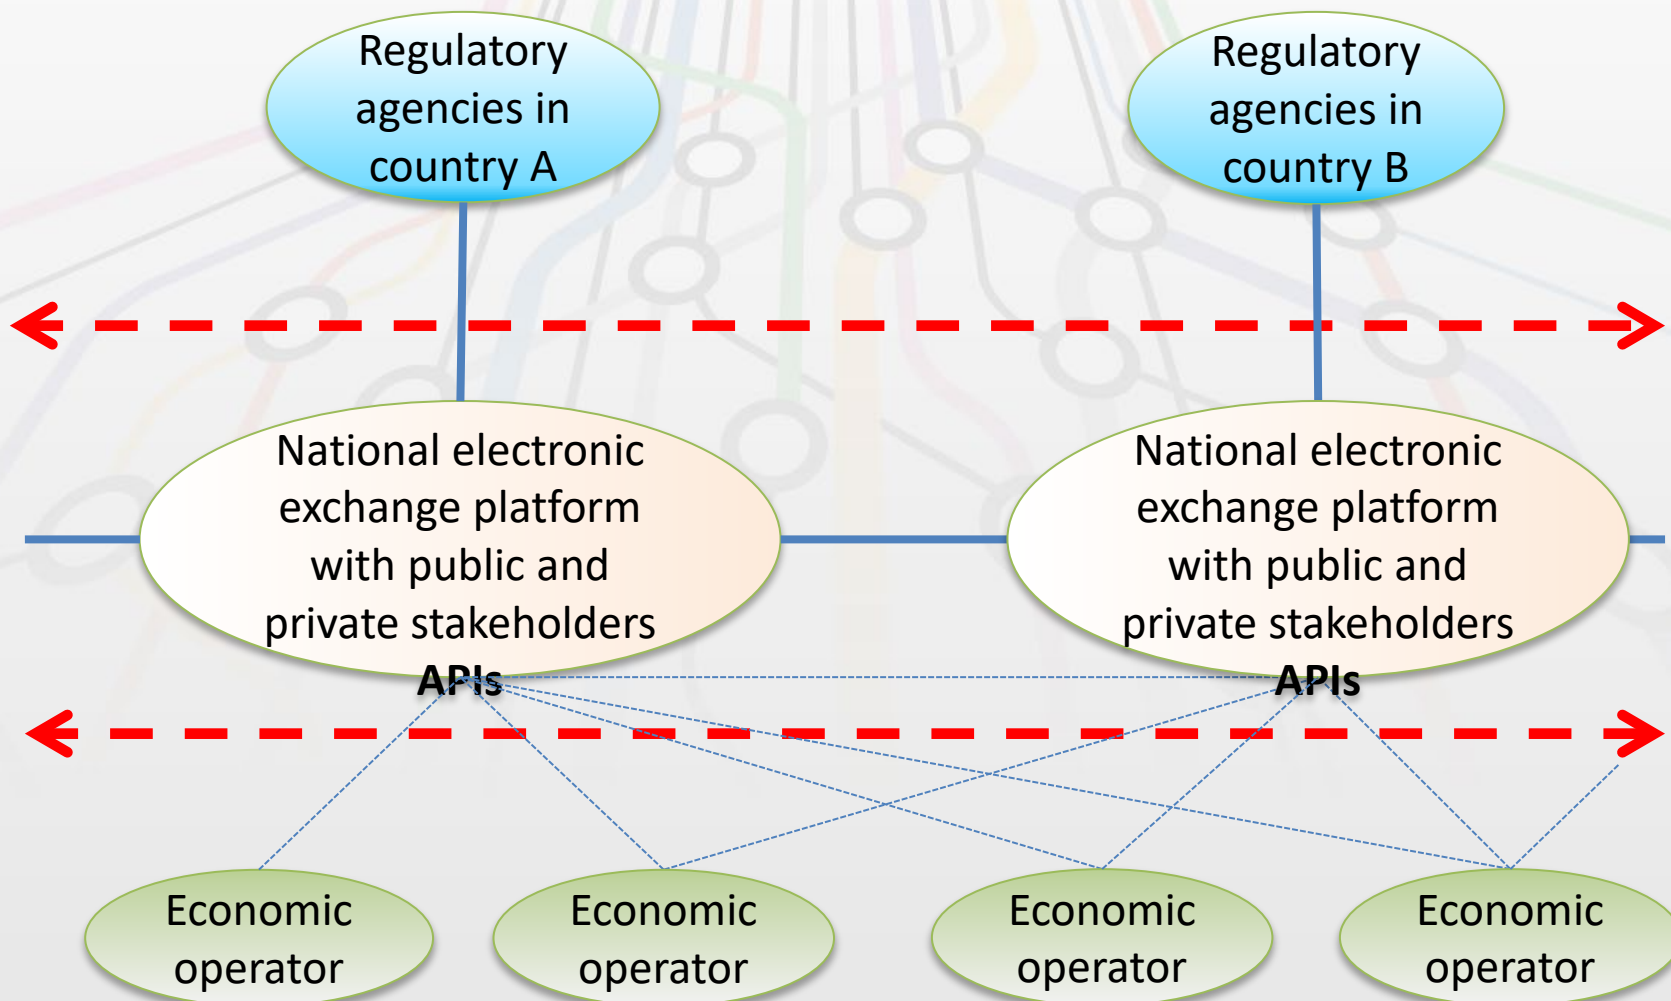 Regulatory
agencies in
country A
Regulatory
agencies in
country B
National electronic
exchange platform
with public and
private stakeholders
APIs
National electronic
exchange platform
with public and
private stakeholders
APIs
Economic
operator
Economic
operator
Economic
operator
Economic
operator